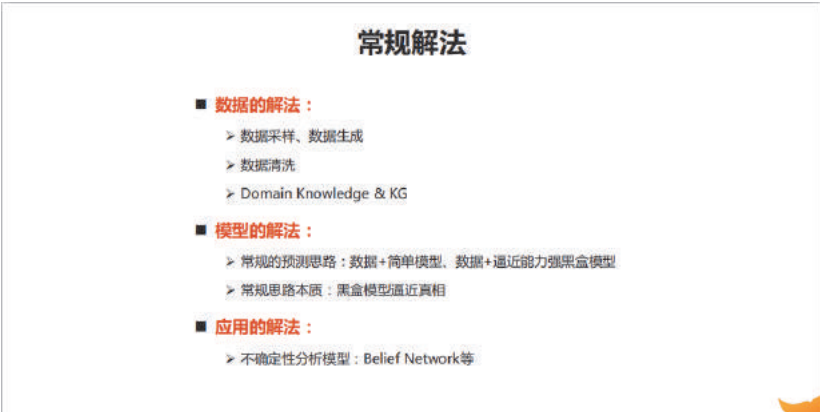 常规解法
■ 数据的解法：
➢ 数据采样、数据生成
➢ 数据清洗
➢ Domain Knowledge & KG
■ 模型的解法：
➢ 常规的预测思路：数据+简单模型、数据+逼近能力强黑盒模型
➢ 常规思路本质：黑盒模型逼近真相
■ 应用的解法：
➢ 不确定性分析模型：Belief Network等